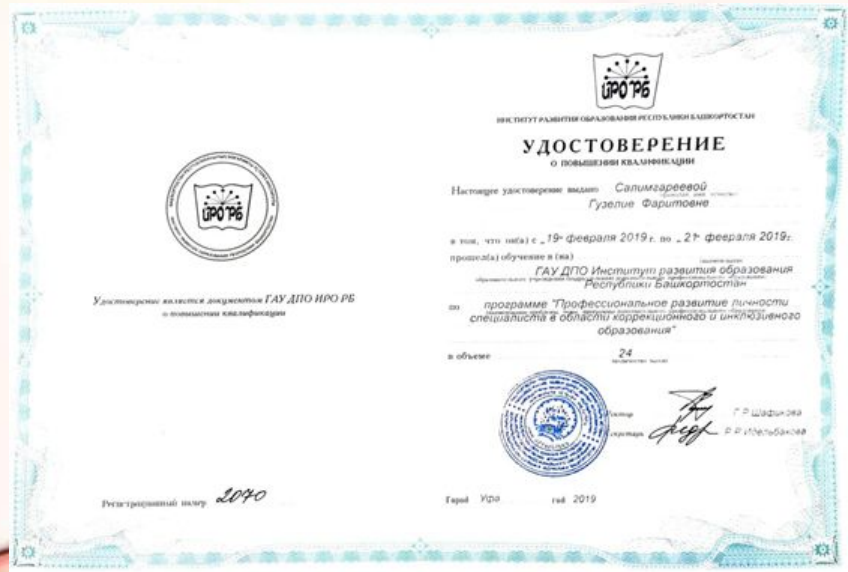 ИРО РБ
Удостоверение является документом ГАУ ДПО ИРО РБ
о повышении квалификации
Регистрационный номер 2070
ИРО РБ
ИНСТИТУТ РАЗВИТИЯ ОБРАЗОВАНИЯ РЕСПУБЛИКИ БАШКОРТОСТАН
УДОСТОВЕРЕНИЕ
О ПОВЫШЕНИИ КВАЛИФИКАЦИИ
Настоящее удостоверение выдано Салимгареевой
Гузелие Фаритовне
в том, что он(а) с „19“ февраля 2019 г. по „21“ феереля 2019г.
прошел(а) обучение в (на)
ГАУ ДПО Институт развития образования
Республики Башкортостан
по программе "Профессиональное развитие личности
специалиста в области коррекционного и инклюзивного
образования"
в объеме 24
Ректор Г.Р.Шафикова
Секретарь Р.Р.Идельбакова
Город Уфа год 2019